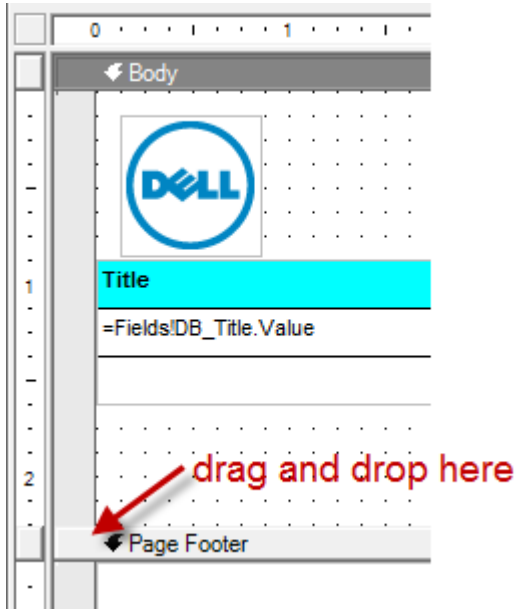 0 1
Body
DELL
1
Title
=Fields!DB_Title.Value
2
drag and drop here
Page Footer